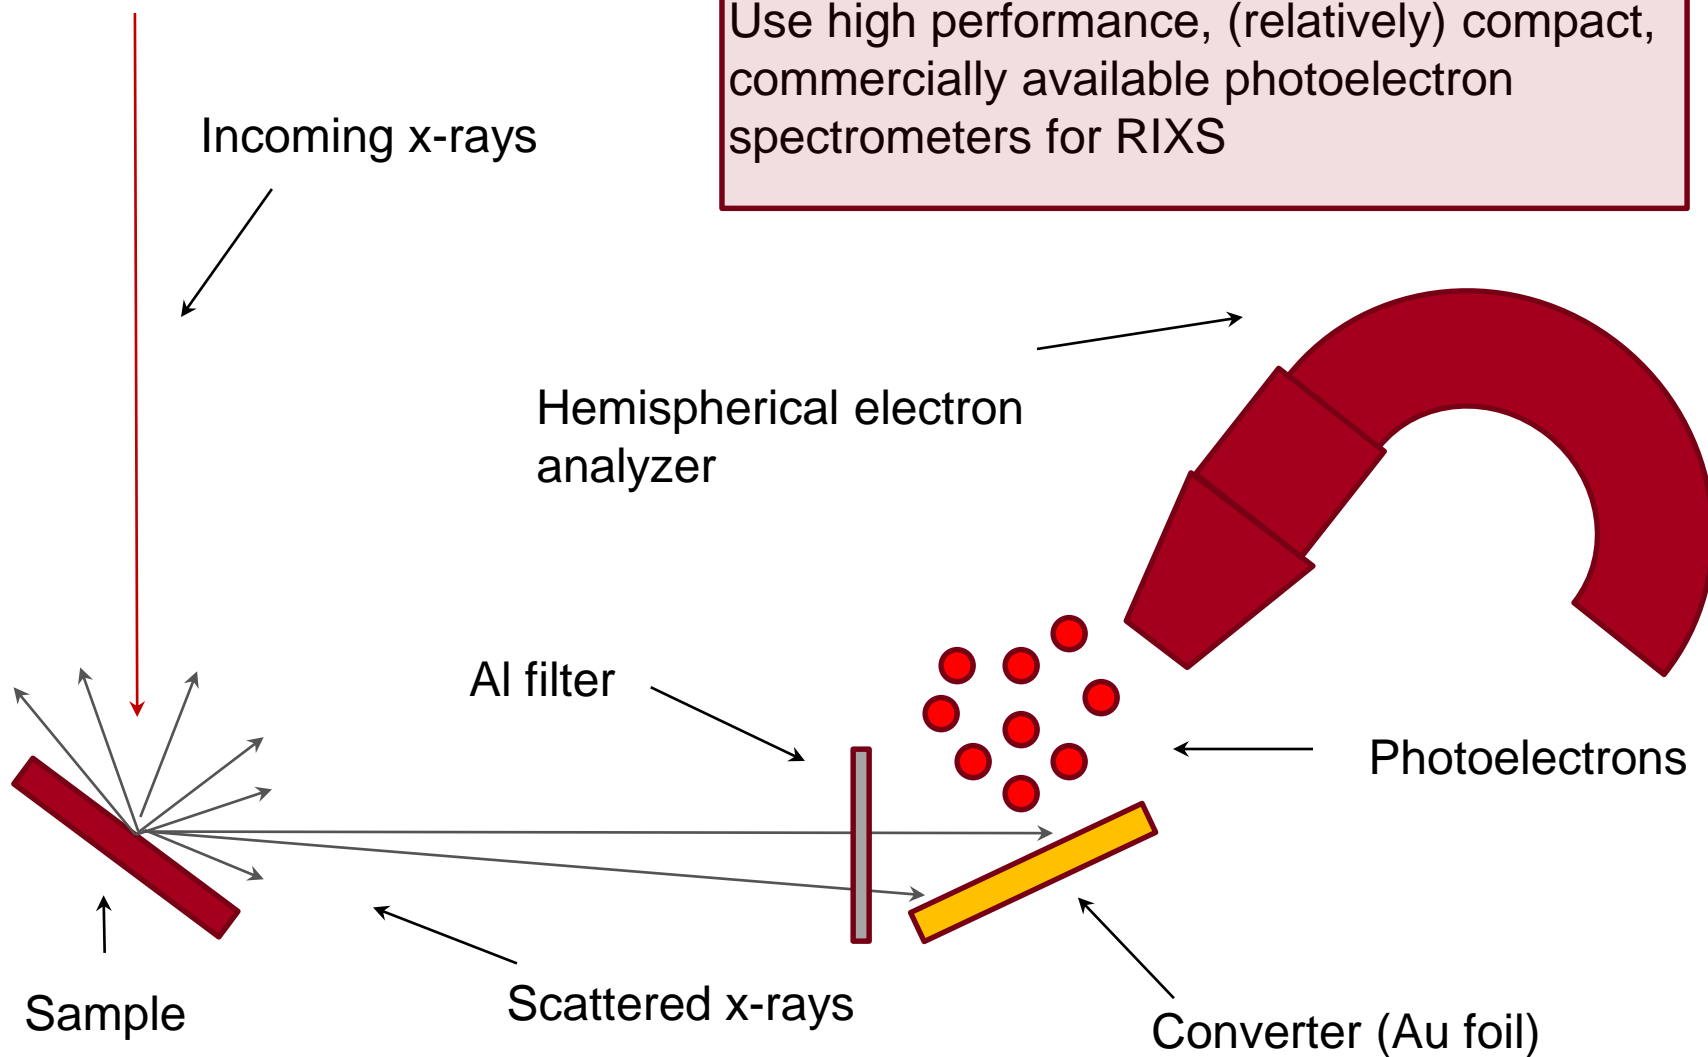 Use high performance, (relatively) compact,
commercially available photoelectron
spectrometers for RIXS
Incoming x-rays
Hemispherical electron
analyzer
Al filter
Photoelectrons
Scattered x-rays
Sample
Converter (Au foil)